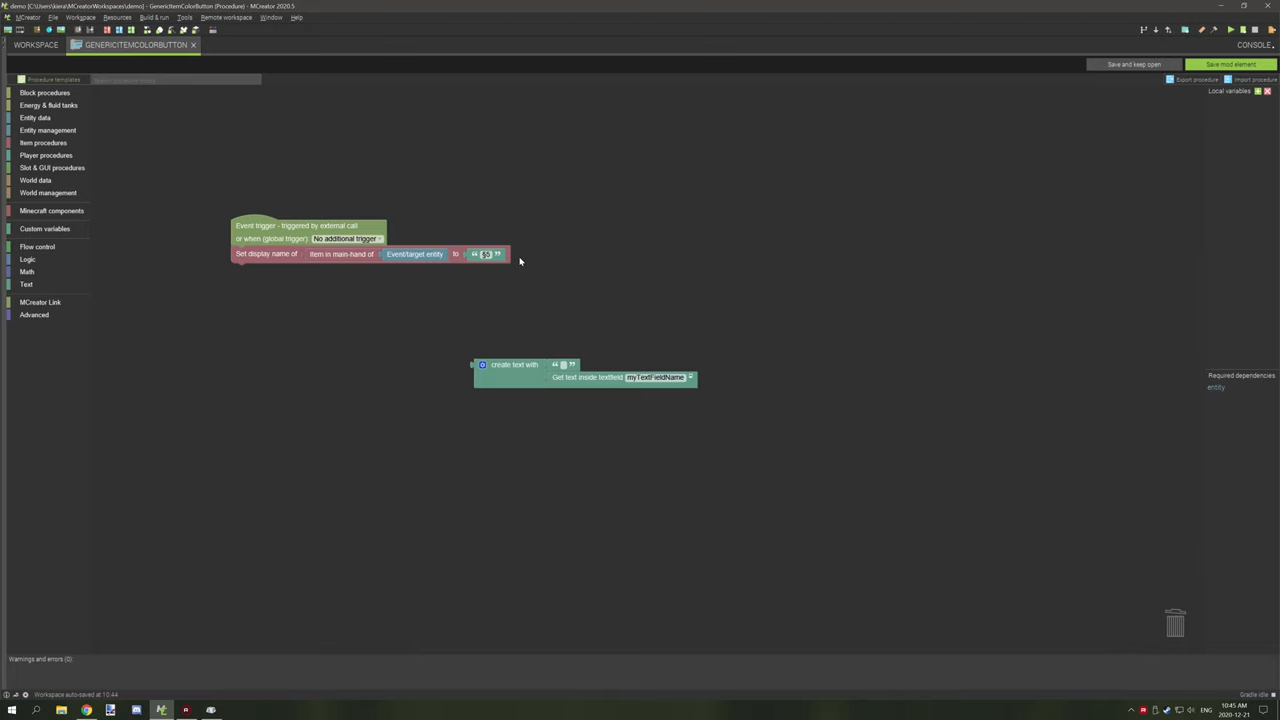 demo [C:\Users\kiera\MCreatorWorkspaces\demo] - GenericItemColorButton (Procedure) - MCreator 2020.5
MCreator File Workspace Resources Build & run Tools Remote workspace Window Help
WORKSPACE GENERICITEMCOLORBUTTON CONSOLE
Save and keep open Save mod element
Procedure templates Export procedure Import procedure
Local variables
Block procedures
Energy & fluid tanks
Entity data
Entity management
Item procedures
Player procedures
Slot & GUI procedures
World data
World management
Minecraft components
Custom variables
Flow control
Logic
Math
Text
MCreator Link
Advanced
Event trigger - triggered by external call
or when (global trigger): No additional trigger
Set display name of Item in main-hand of Event/target entity to
create text with “ ”
Get text inside textfield myTextFieldName
Required dependencies
entity
Warnings and errors (0):
Workspace auto-saved at 10:44 Gradle idle
ENG 10:45 AM
2020-12-21